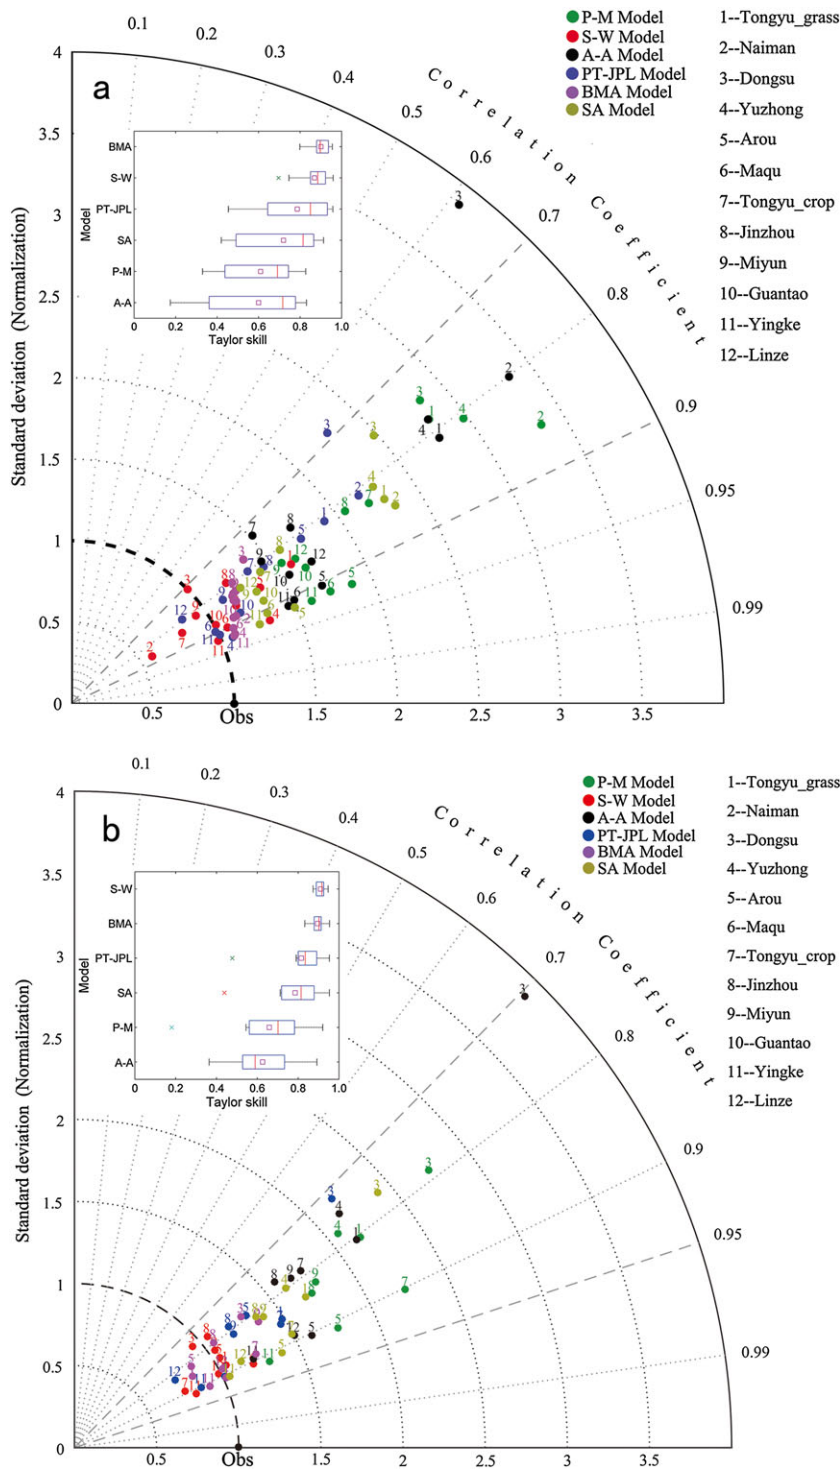 a
P-M Model
S-W Model
A-A Model
PT-JPL Model
BMA Model
SA Model
1--Tongyu_grass
2--Naiman
3--Dongsu
4--Yuzhong
5--Arou
6--Maqu
7--Tongyu_crop
8--Jinzhou
9--Miyun
10--Guantao
11--Yingke
12--Linze
Correlation Coefficient
0.1
0.2
0.3
0.4
0.5
0.6
0.7
0.8
0.9
0.95
0.99
Standard deviation (Normalization)
4
3.5
3
2.5
2
1.5
1
0.5
0
0.5
Obs
1.5
2
2.5
3
3.5
Model
BMA
S-W
PT-JPL
SA
P-M
A-A
0 0.2 0.4 0.6 0.8 1.0
Taylor skill
b
P-M Model
S-W Model
A-A Model
PT-JPL Model
BMA Model
SA Model
1--Tongyu_grass
2--Naiman
3--Dongsu
4--Yuzhong
5--Arou
6--Maqu
7--Tongyu_crop
8--Jinzhou
9--Miyun
10--Guantao
11--Yingke
12--Linze
Correlation Coefficient
0.1
0.2
0.3
0.4
0.5
0.6
0.7
0.8
0.9
0.95
0.99
Standard deviation (Normalization)
4
3.5
3
2.5
2
1.5
1
0.5
0
0.5
Obs
1.5
2
2.5
3
3.5
Model
S-W
BMA
PT-JPL
SA
P-M
A-A
0 0.2 0.4 0.6 0.8 1.0
Taylor skill